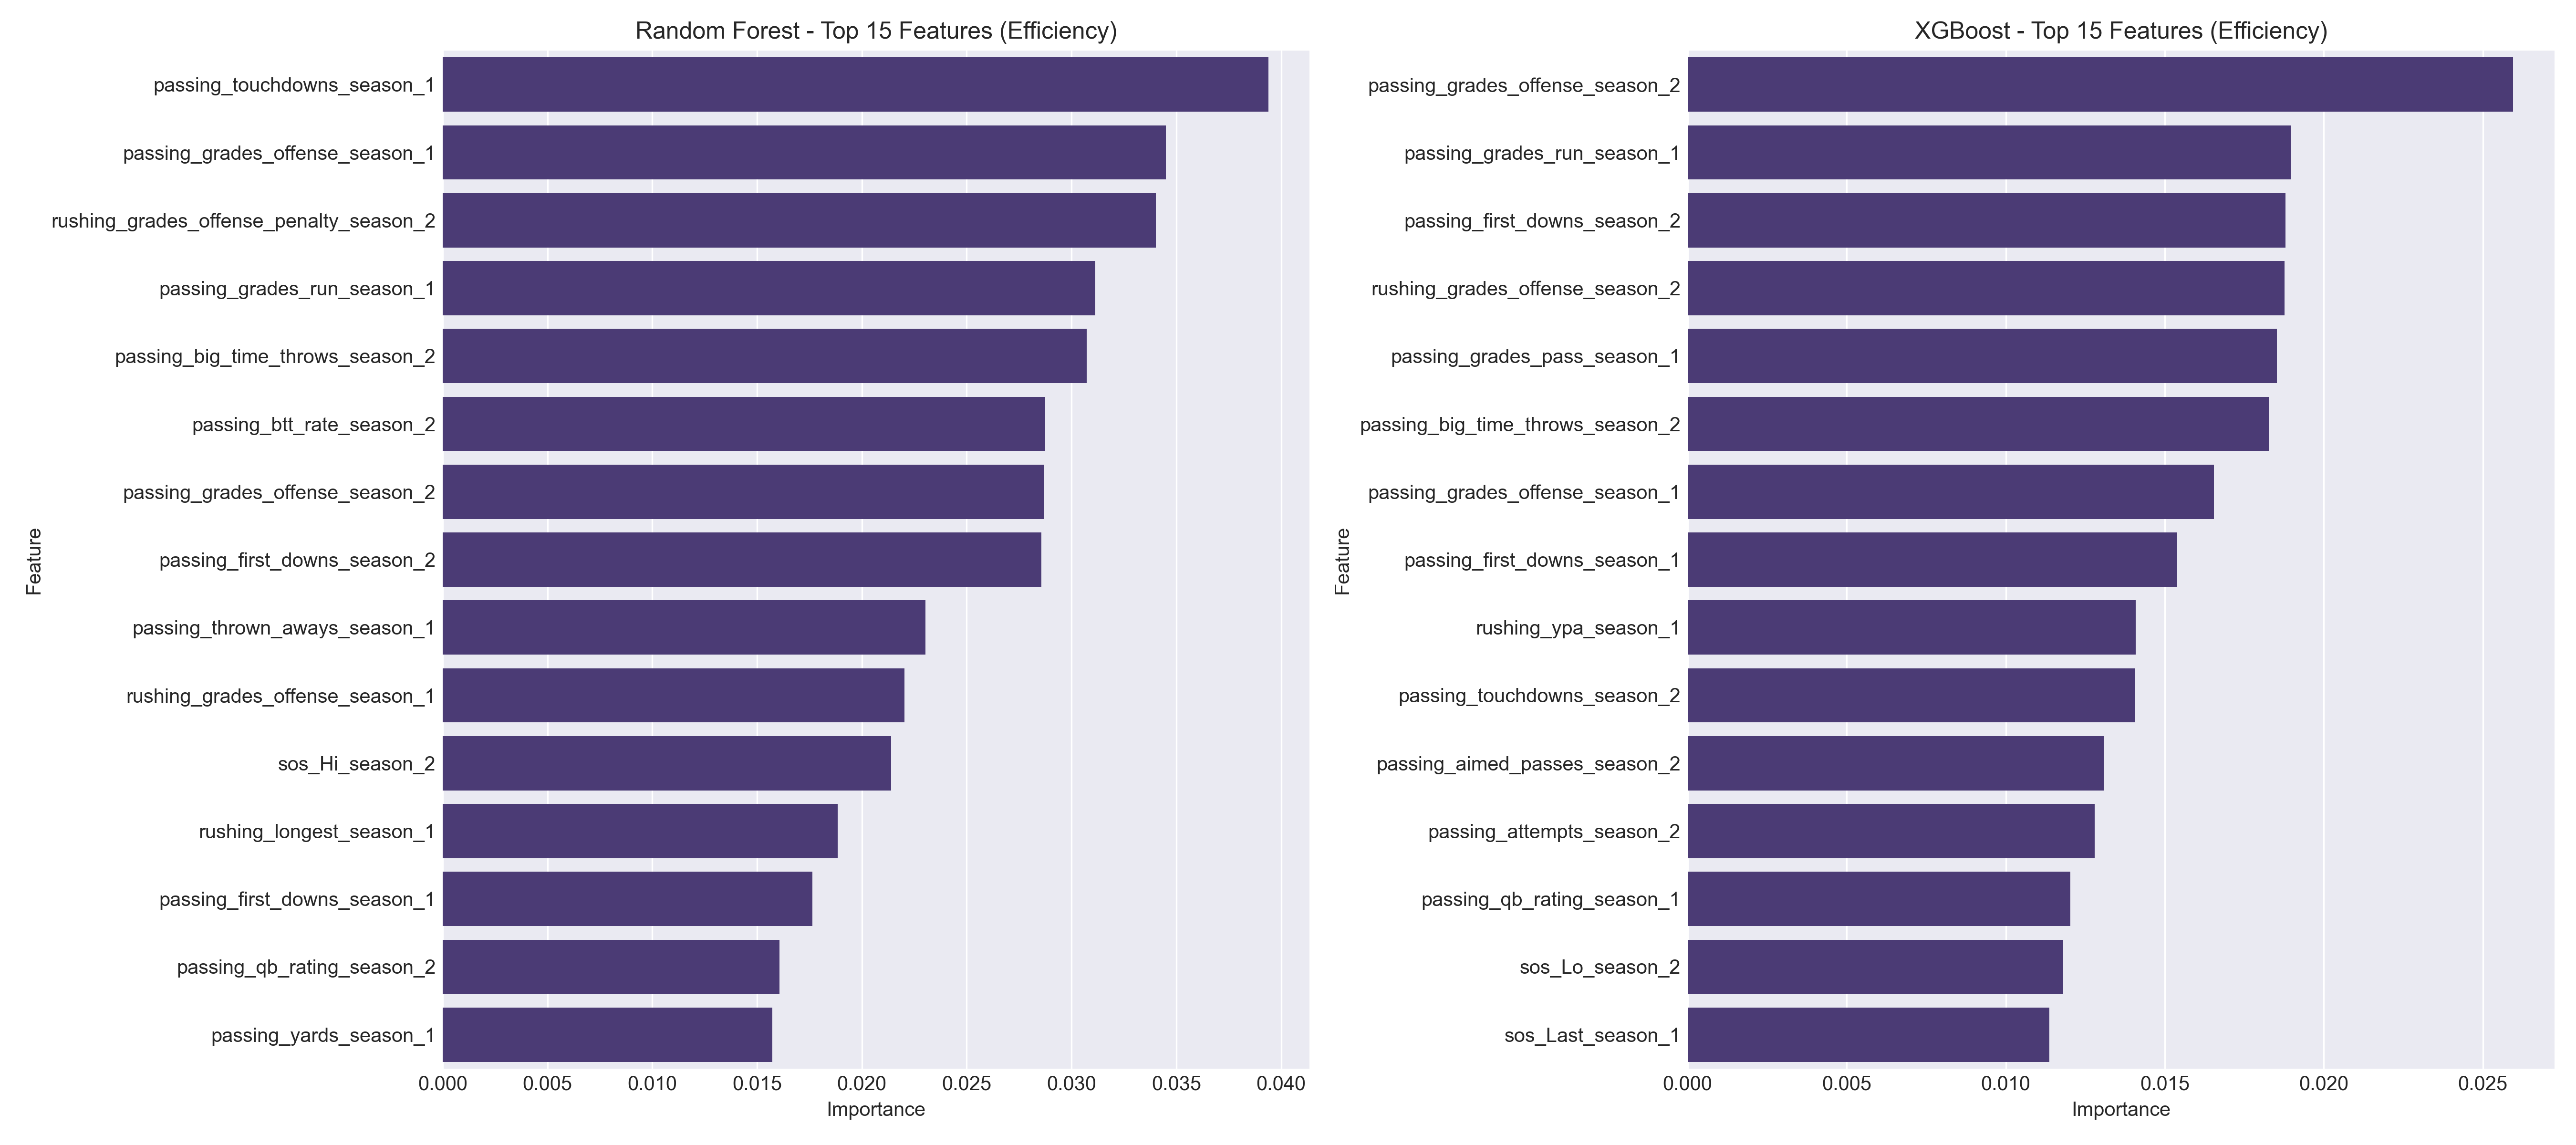 Random Forest - Top 15 Features (Efficiency)
Feature
passing_touchdowns_season_1
passing_grades_offense_season_1
rushing_grades_offense_penalty_season_2
passing_grades_run_season_1
passing_big_time_throws_season_2
passing_btt_rate_season_2
passing_grades_offense_season_2
passing_first_downs_season_2
passing_thrown_aways_season_1
rushing_grades_offense_season_1
sos_Hi_season_2
rushing_longest_season_1
passing_first_downs_season_1
passing_qb_rating_season_2
passing_yards_season_1
0.000 0.005 0.010 0.015 0.020 0.025 0.030 0.035 0.040
Importance
XGBoost - Top 15 Features (Efficiency)
Feature
passing_grades_offense_season_2
passing_grades_run_season_1
passing_first_downs_season_2
rushing_grades_offense_season_2
passing_grades_pass_season_1
passing_big_time_throws_season_2
passing_grades_offense_season_1
passing_first_downs_season_1
rushing_ypa_season_1
passing_touchdowns_season_2
passing_aimed_passes_season_2
passing_attempts_season_2
passing_qb_rating_season_1
sos_Lo_season_2
sos_Last_season_1
0.000 0.005 0.010 0.015 0.020 0.025
Importance